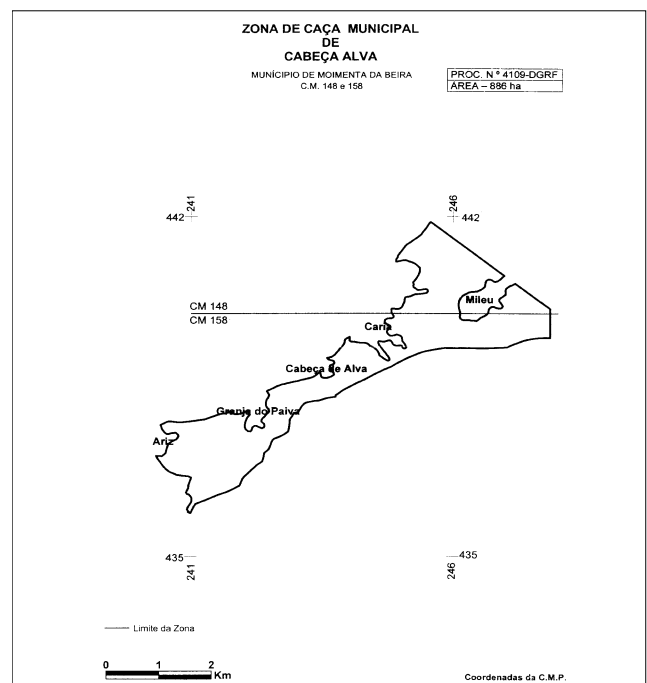 ZONA DE CAÇA MUNICIPAL
DE
CABEÇA ALVA
MUNÍCIPIO DE MOIMENTA DA BEIRA
C.M. 148 e 158
PROC. N º 4109-DGRF
AREA – 886 ha
241
246
442
442
Mileu
CM 148
CM 158
Caria
Cabeça de Alva
Granja do Paiva
Ariz
435
435
241
246
Limite da Zona
0 1 2
Km
Coordenadas da C.M.P.